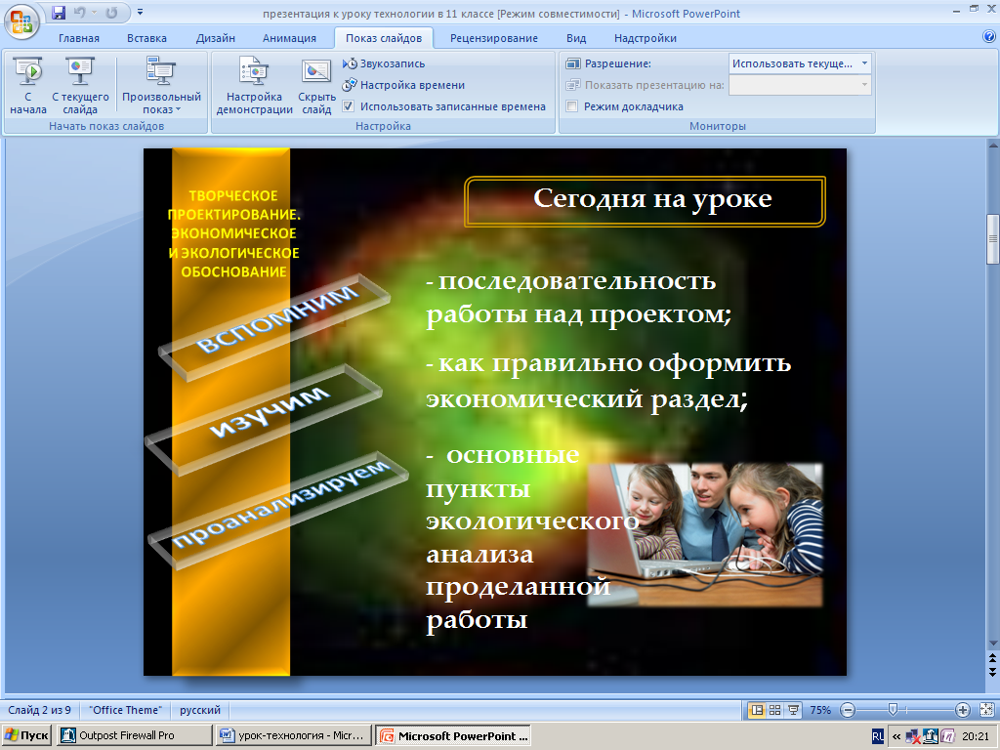 презентация к уроку технологии в 11 классе [Режим совместимости] - Microsoft PowerPoint
Главная Вставка Дизайн Анимация Показ слайдов Рецензирование Вид Надстройки
С начала
С текущего слайда
Произвольный показ
Начать показ слайдов
Настройка демонстрации
Скрыть слайд
Звукозапись
Настройка времени
Использовать записанные времена
Настройка
Разрешение: Использовать текуще...
Показать презентацию на:
Режим докладчика
Мониторы
ТВОРЧЕСКОЕ
ПРОЕКТИРОВАНИЕ.
ЭКОНОМИЧЕСКОЕ
И ЭКОЛОГИЧЕСКОЕ
ОБОСНОВАНИЕ
Сегодня на уроке
вспомним
- последовательность
работы над проектом;
изучим
- как правильно оформить
экономический раздел;
проанализируем
- основные
пункты
экологического
анализа
проделанной
работы
Слайд 2 из 9 "Office Theme" русский 75%
Пуск Outpost Firewall Pro урок-технология - Micr... Microsoft PowerPoint ... RU « 20:21